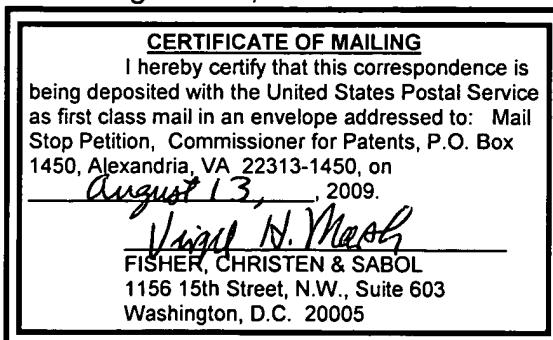 CERTIFICATE OF MAILING
I hereby certify that this correspondence is
being deposited with the United States Postal Service
as first class mail in an envelope addressed to: Mail
Stop Petition, Commissioner for Patents, P.O. Box
1450, Alexandria, VA 22313-1450, on
August 13, , 2009.
Virgil H. Marsh
FISHER, CHRISTEN & SABOL
1156 15th Street, N.W., Suite 603
Washington, D.C. 20005